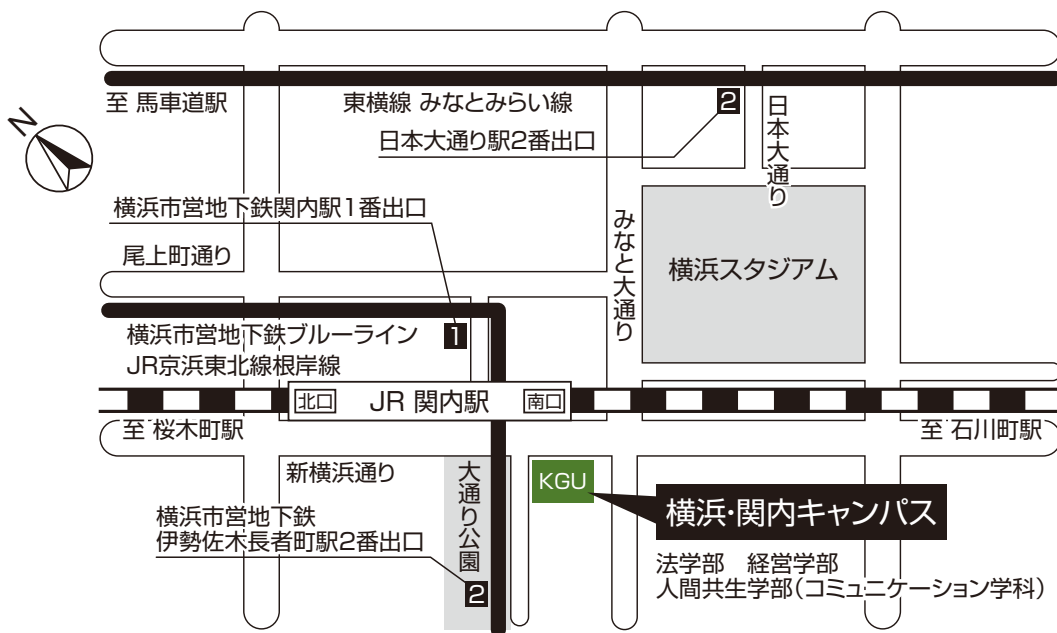 N
至 馬車道駅
東横線 みなとみらい線
2
日本大通り駅2番出口
日本大通り
横浜市営地下鉄関内駅1番出口
尾上町通り
みなと大通り
横浜スタジアム
横浜市営地下鉄ブルーライン
1
JR京浜東北線根岸線
北口 JR 関内駅 南口
至 桜木町駅
至 石川町駅
新横浜通り
大通り公園
KGU
横浜・関内キャンパス
横浜市営地下鉄
伊勢佐木長者町駅2番出口
2
法学部 経営学部
人間共生学部(コミュニケーション学科)